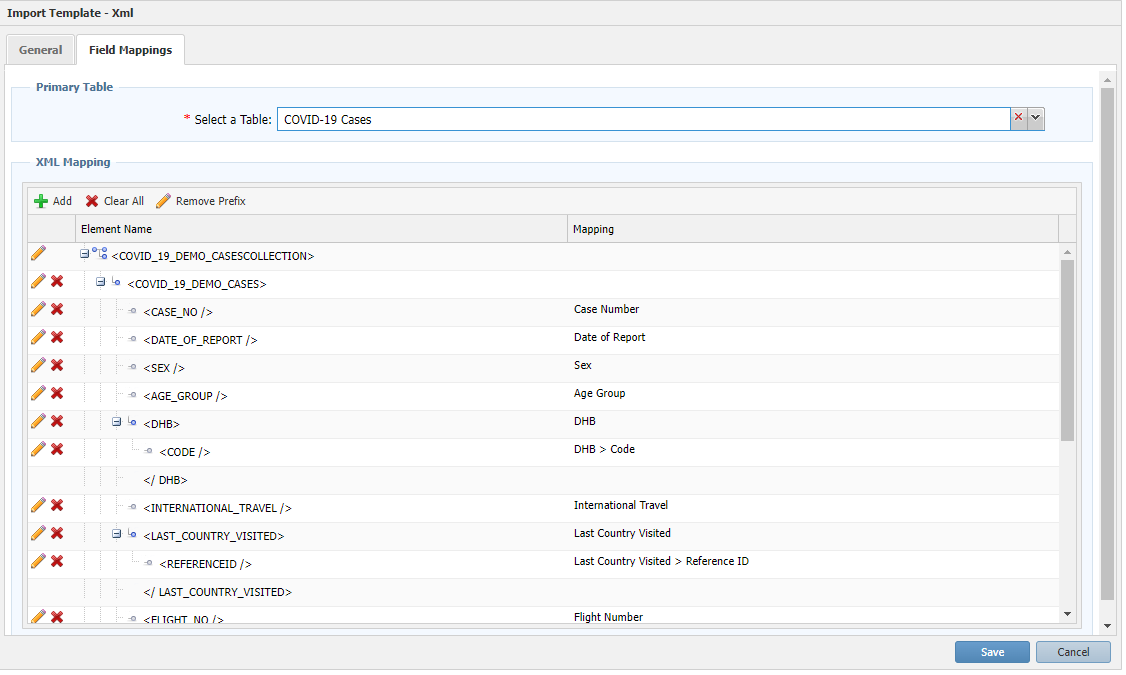 Import Template - Xml
General
Field Mappings
Primary Table
* Select a Table: COVID-19 Cases
XML Mapping
Add Clear All Remove Prefix
Element Name Mapping
<COVID_19_DEMO_CASESCOLLECTION>
<COVID_19_DEMO_CASES>
<CASE_NO /> Case Number
<DATE_OF_REPORT /> Date of Report
<SEX /> Sex
<AGE_GROUP /> Age Group
<DHB> DHB
<CODE /> DHB > Code
</ DHB>
<INTERNATIONAL_TRAVEL /> International Travel
<LAST_COUNTRY_VISITED> Last Country Visited
<REFERENCEID /> Last Country Visited > Reference ID
</ LAST_COUNTRY_VISITED>
<FLIGHT_NO /> Flight Number
Save Cancel